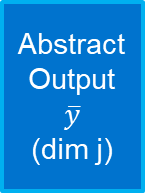 Abstract
Output
ȳ
(dim j)